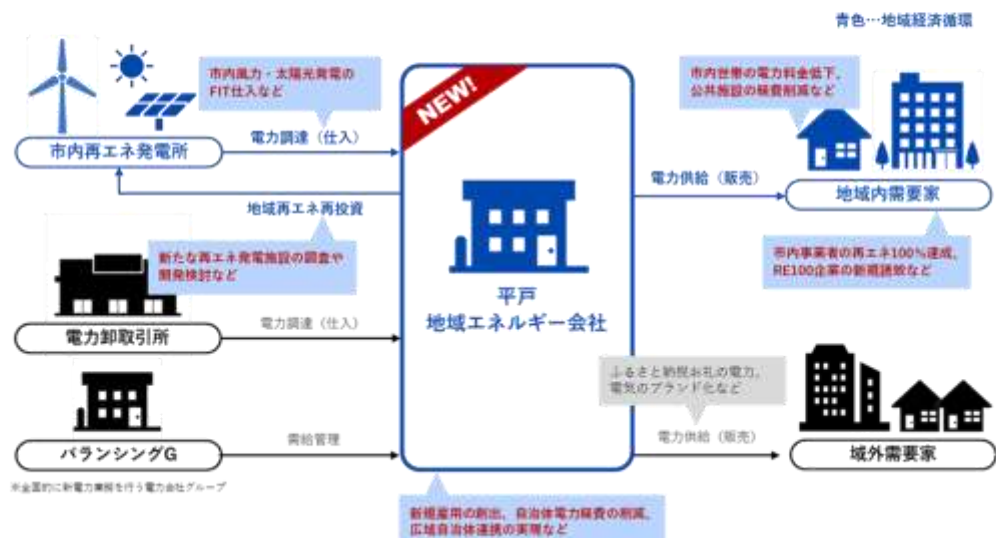 青色…地域経済循環
市内風力・太陽光発電の
FIT仕入など
市内世帯の電力料金低下、
公共施設の経費削減など
NEW!
電力調達（仕入）
市内再エネ発電所
電力供給（販売）
地域内需要家
地域再エネ再投資
新たな再エネ発電施設の調査や
開発検討など
市内事業者の再エネ100％達成、
RE100企業の新規誘致など
平戸
地域エネルギー会社
電力調達（仕入）
電力卸取引所
ふるさと納税お礼の電力、
電気のブランド化など
需給管理
電力供給（販売）
バランシングG
域外需要家
※全国的に新電力業務を行う電力会社グループ
新規雇用の創出、自治体電力経費の削減、
広域自治体連携の実現など